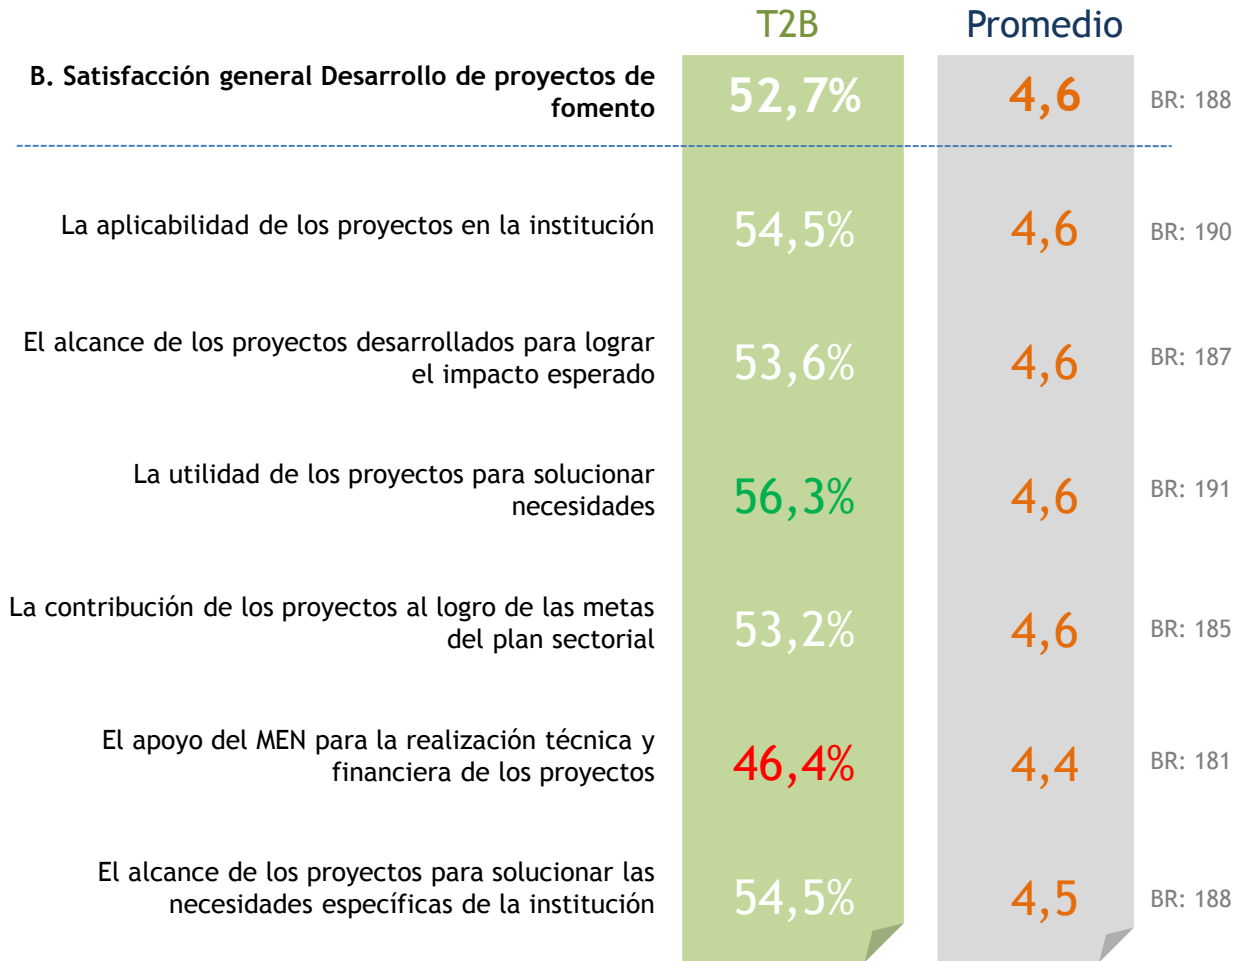 T2B Promedio
B. Satisfacción general Desarrollo de proyectos de
fomento
52,7% 4,6 BR: 188
La aplicabilidad de los proyectos en la institución 54,5% 4,6 BR: 190
El alcance de los proyectos desarrollados para lograr
el impacto esperado
53,6% 4,6 BR: 187
La utilidad de los proyectos para solucionar
necesidades
56,3% 4,6 BR: 191
La contribución de los proyectos al logro de las metas
del plan sectorial
53,2% 4,6 BR: 185
El apoyo del MEN para la realización técnica y
financiera de los proyectos
46,4% 4,4 BR: 181
El alcance de los proyectos para solucionar las
necesidades específicas de la institución
54,5% 4,5 BR: 188